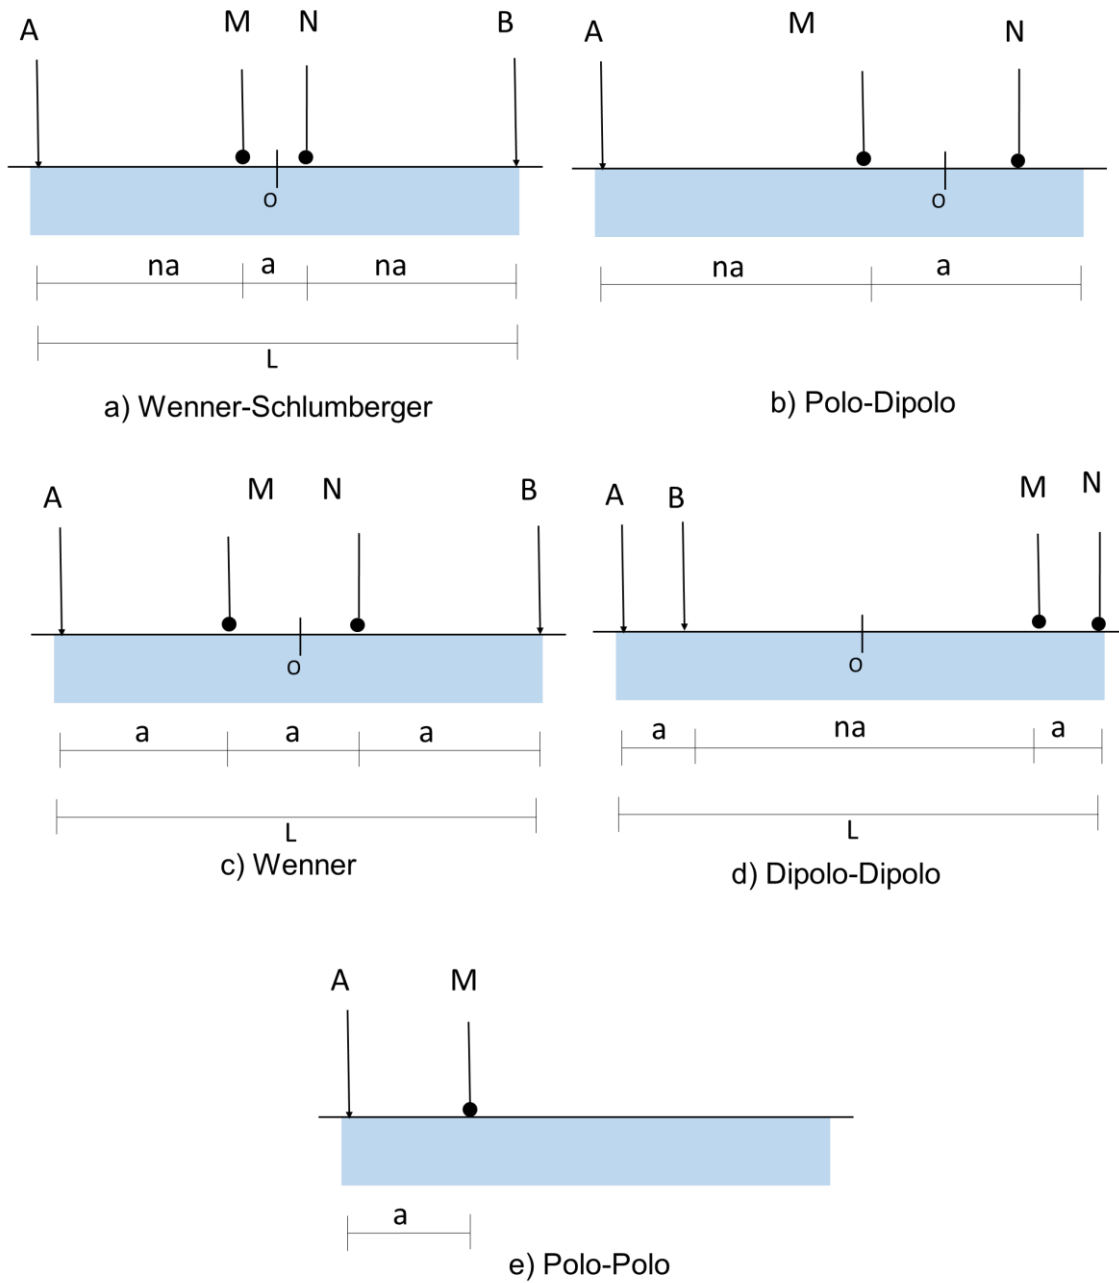 A M N B
O
na a na
L
a) Wenner-Schlumberger
A M N
O
na a
b) Polo-Dipolo
A M N B
O
a a a
L
c) Wenner
A B M N
O
a na a
L
d) Dipolo-Dipolo
A M
a
e) Polo-Polo